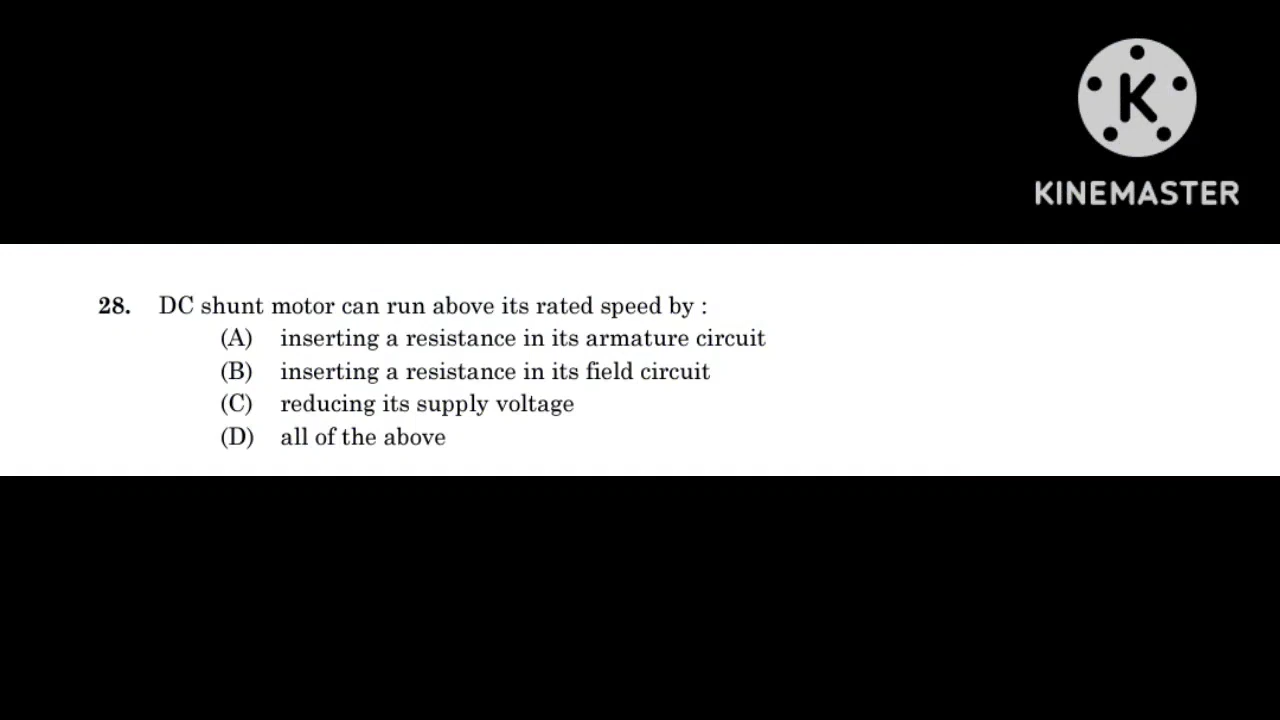 K
KINEMASTER
28. DC shunt motor can run above its rated speed by :
(A) inserting a resistance in its armature circuit
(B) inserting a resistance in its field circuit
(C) reducing its supply voltage
(D) all of the above